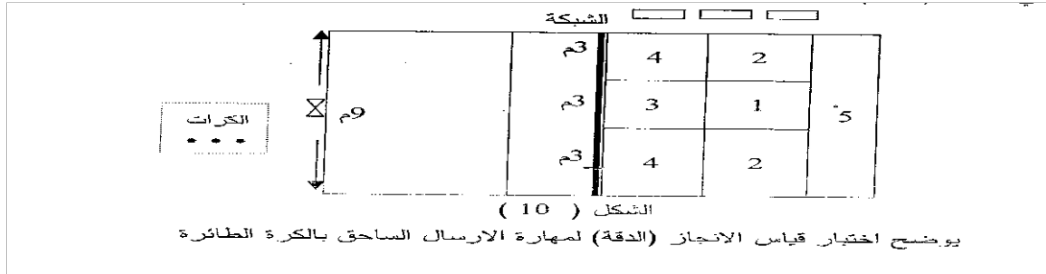 الشبكة
3م 4 2
9م 3م 3 1 5
الكرات
3م 4 2
الشكل ( 10 )
يوضح اختبار قياس الانجاز (الدقة) لمهارة الارسال الساحق بالكرة الطائرة